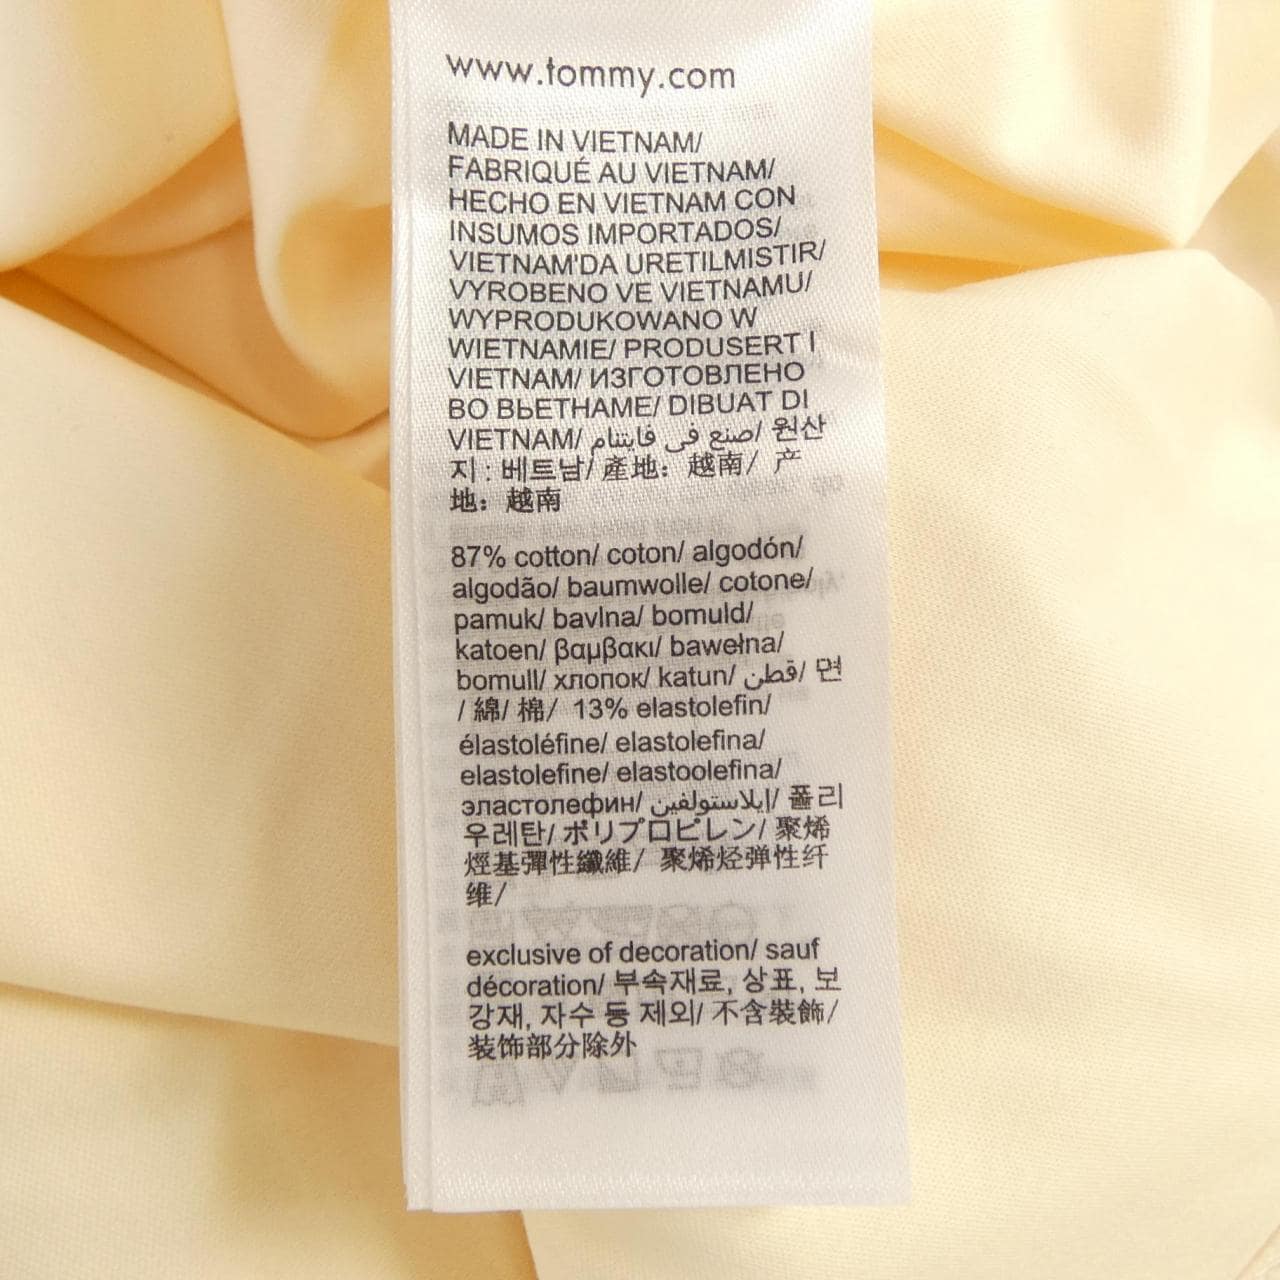 www.tommy.com
MADE IN VIETNAM/
FABRIQUÉ AU VIETNAM/
HECHO EN VIETNAM CON
INSUMOS IMPORTADOS/
VIETNAM'DA URETILMISTIR/
VYROBENO VE VIETNAMU/
WYPRODUKOWANO W
WIETNAMIE/ PRODUSERT I
VIETNAM/ ИЗГОТОВЛЕНО
ВО ВЬЕТНАМЕ/ DIBUAT DI
VIETNAM/ صنع في فايتنام/ 원산
지 : 베트남/ 產地：越南/ 产
地：越南
87% cotton/ coton/ algodón/
algodão/ baumwolle/ cotone/
pamuk/ bavlna/ bomuld/
katoen/ βαμβακι/ bawełna/
bomull/ хлопок/ katun/ قطن/ 면
/ 綿/ 棉/ 13% elastolefin/
élastoléfine/ elastolefina/
elastolefine/ elastoolefina/
эластолефин/ إيلاستولفين/ 폴리
우레탄/ ポリプロピレン/ 聚烯
烴基彈性纖維/ 聚烯烃弹性纤
维/
exclusive of decoration/ sauf
décoration/ 부속재료, 상표, 보
강재, 자수 등 제외/ 不含裝飾/
装饰部分除外